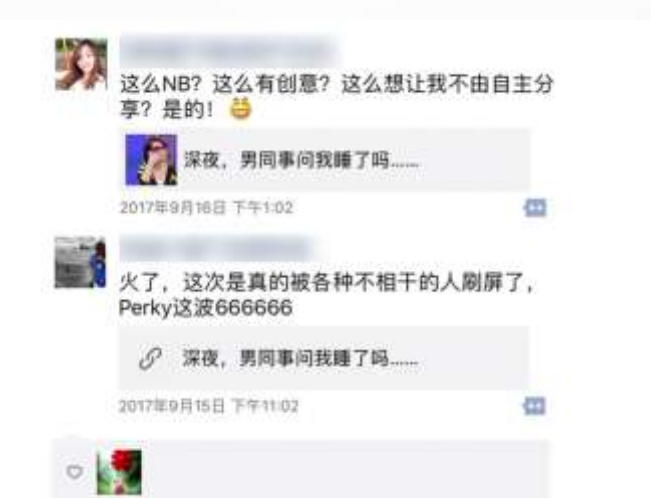 这么NB？这么有创意？这么想让我不由自主分
享？是的！
深夜，男同事问我睡了吗......
2017年9月16日 下午1:02
火了，这次是真的被各种不相干的人刷屏了，
Perky这波666666
深夜，男同事问我睡了吗......
2017年9月15日 下午11:02